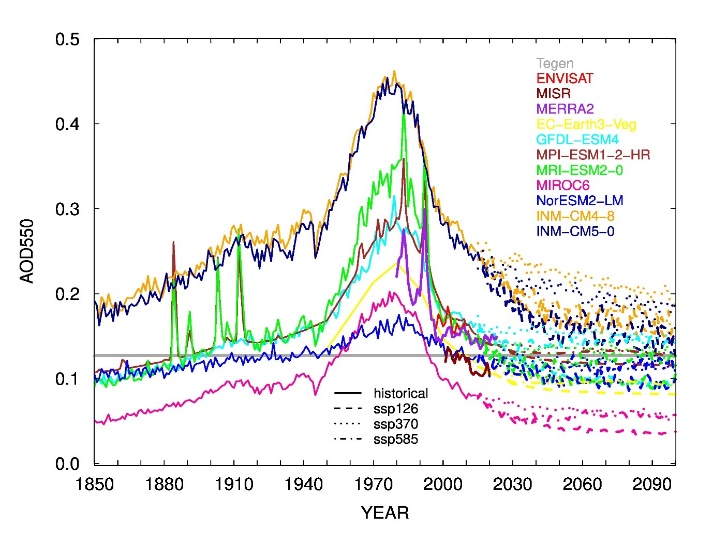 0.5
0.4
0.3
0.2
0.1
0.0
AOD550
Tegen
ENVISAT
MISR
MERRA2
EC-Earth3-Veg
GFDL-ESM4
MPI-ESM1-2-HR
MRI-ESM2-0
MIROC6
NorESM2-LM
INM-CM4-8
INM-CM5-0
historical
ssp126
ssp370
ssp585
1850 1880 1910 1940 1970 2000 2030 2060 2090
YEAR